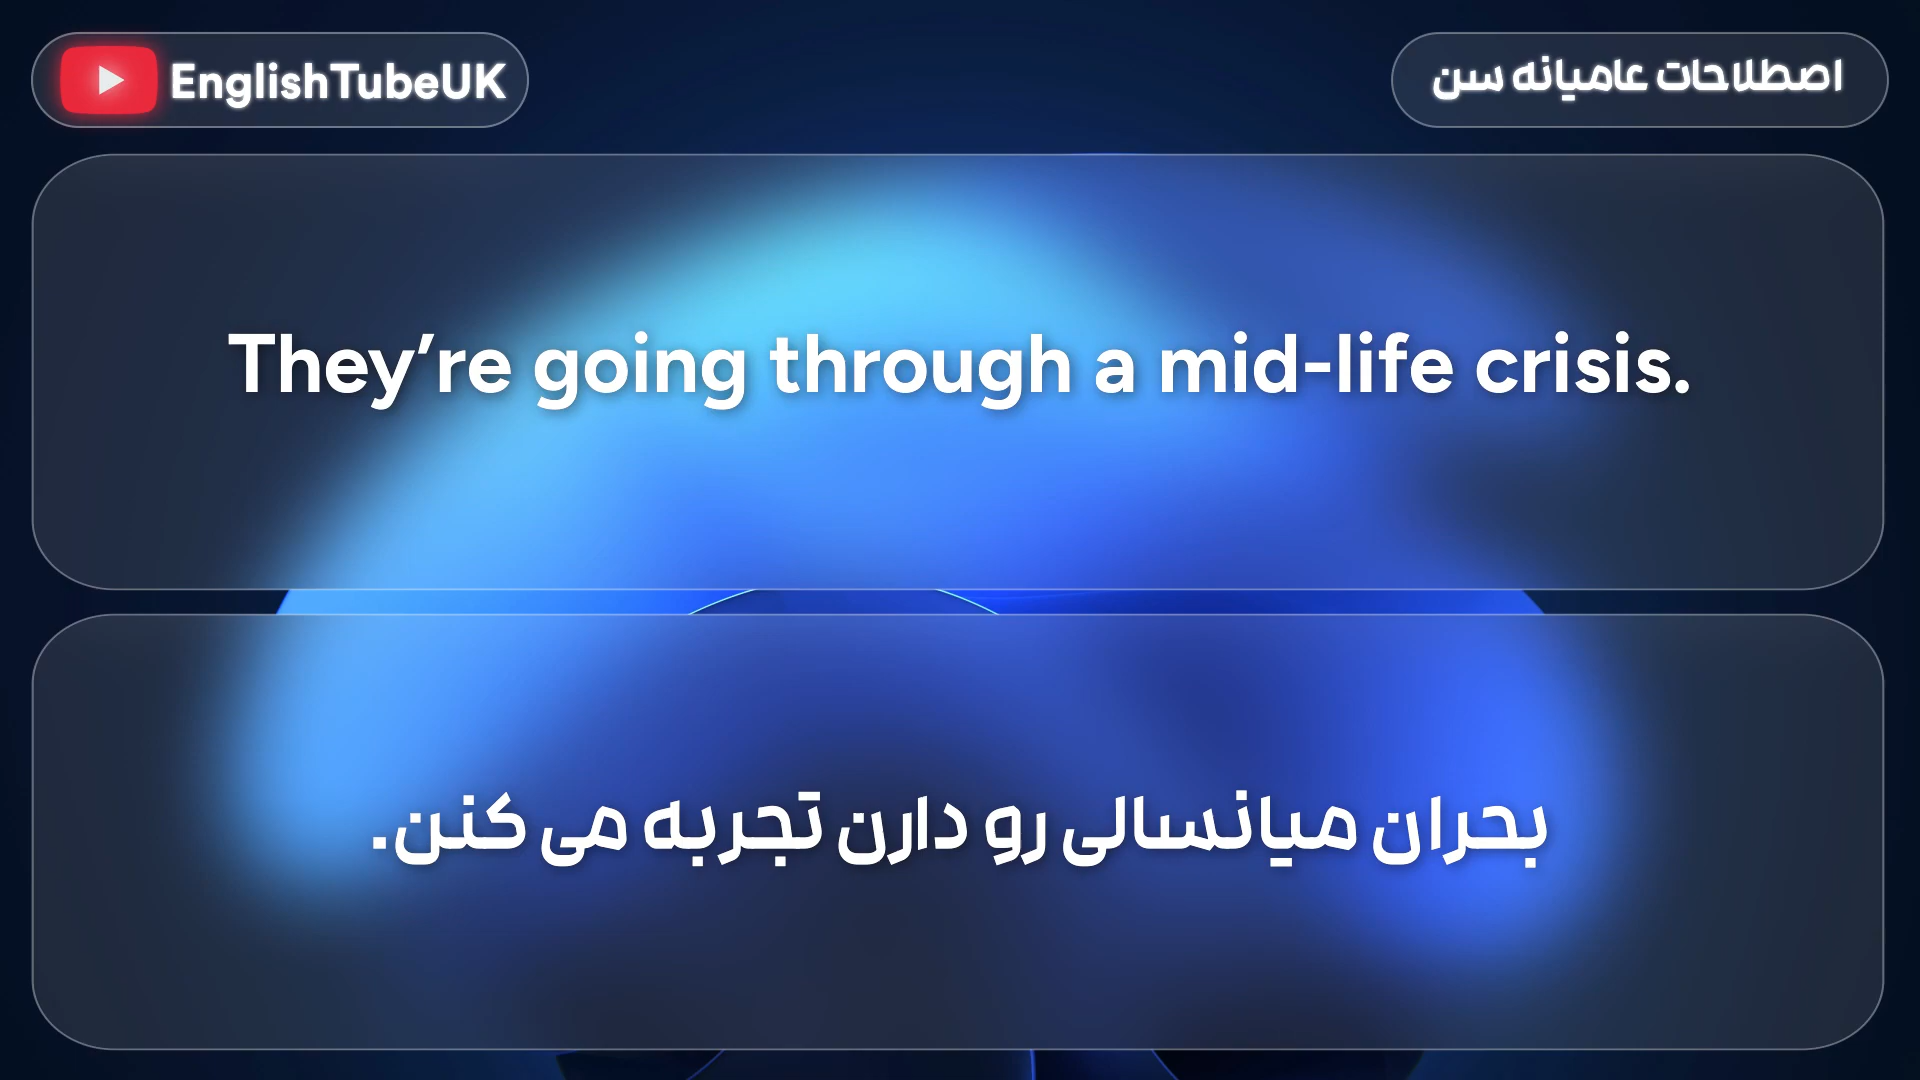 EnglishTubeUK
اصطلاحات عامیانه سن
They’re going through a mid-life crisis.
بحران میانسالی رو دارن تجربه می کنن.